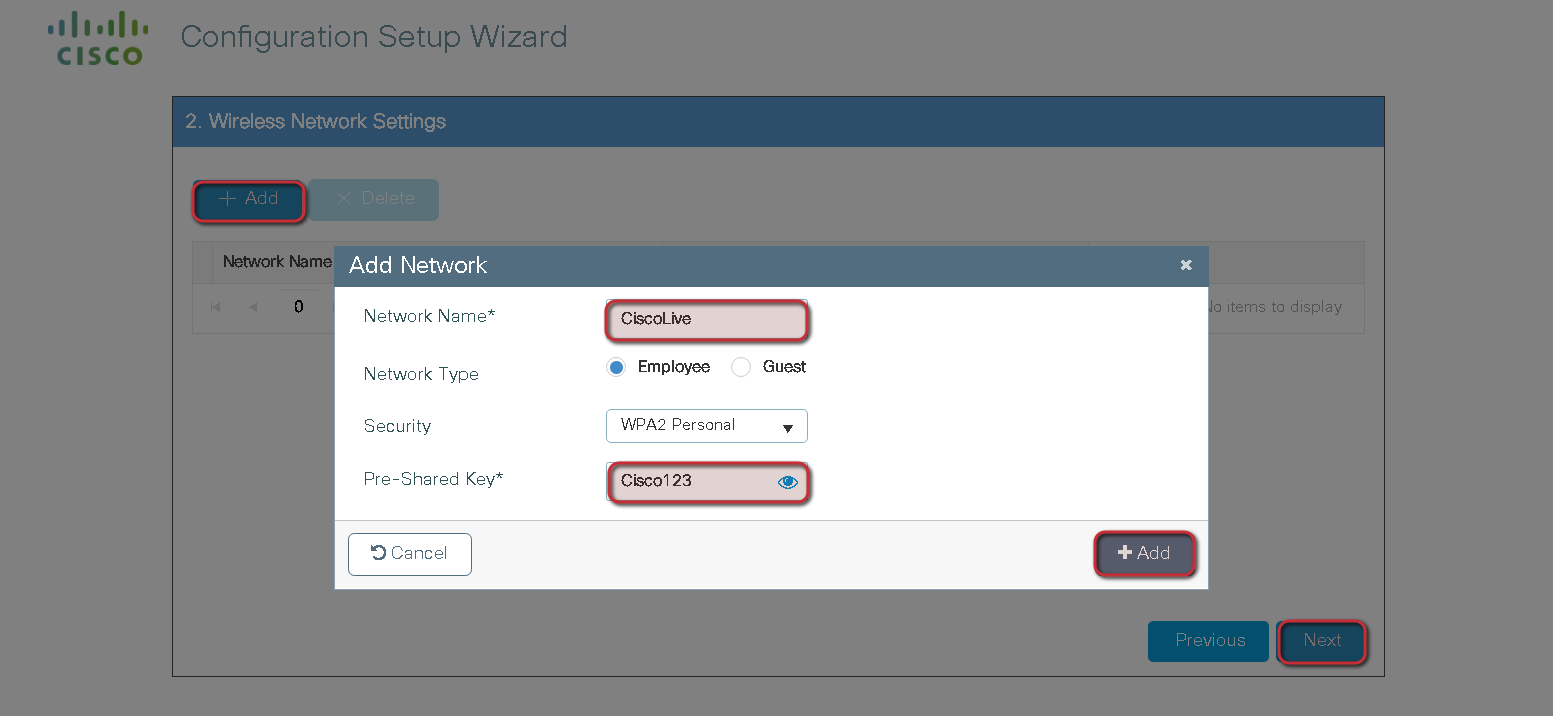 CISCO
Configuration Setup Wizard
2. Wireless Network Settings
Add
Delete
Network Name
0
No items to display
Add Network
Network Name*
CiscoLive
Network Type
Employee
Guest
Security
WPA2 Personal
Pre-Shared Key*
Cisco123
Cancel
Add
Previous
Next